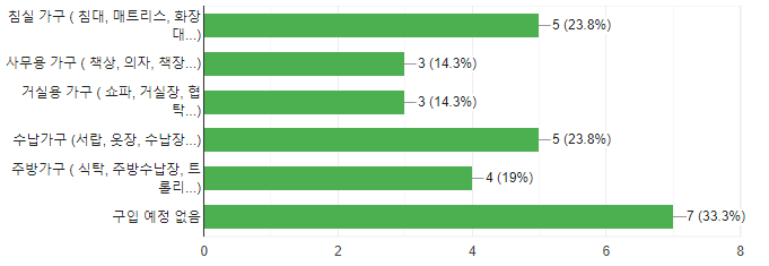 침실 가구 ( 침대, 매트리스, 화장
대...)
5 (23.8%)
사무용 가구 ( 책상, 의자, 책장...)
3 (14.3%)
거실용 가구 ( 쇼파, 거실장, 협
탁...)
3 (14.3%)
수납가구 (서랍, 옷장, 수납장...)
5 (23.8%)
주방가구 ( 식탁, 주방수납장, 트
롤리...)
4 (19%)
구입 예정 없음
7 (33.3%)
0 2 4 6 8